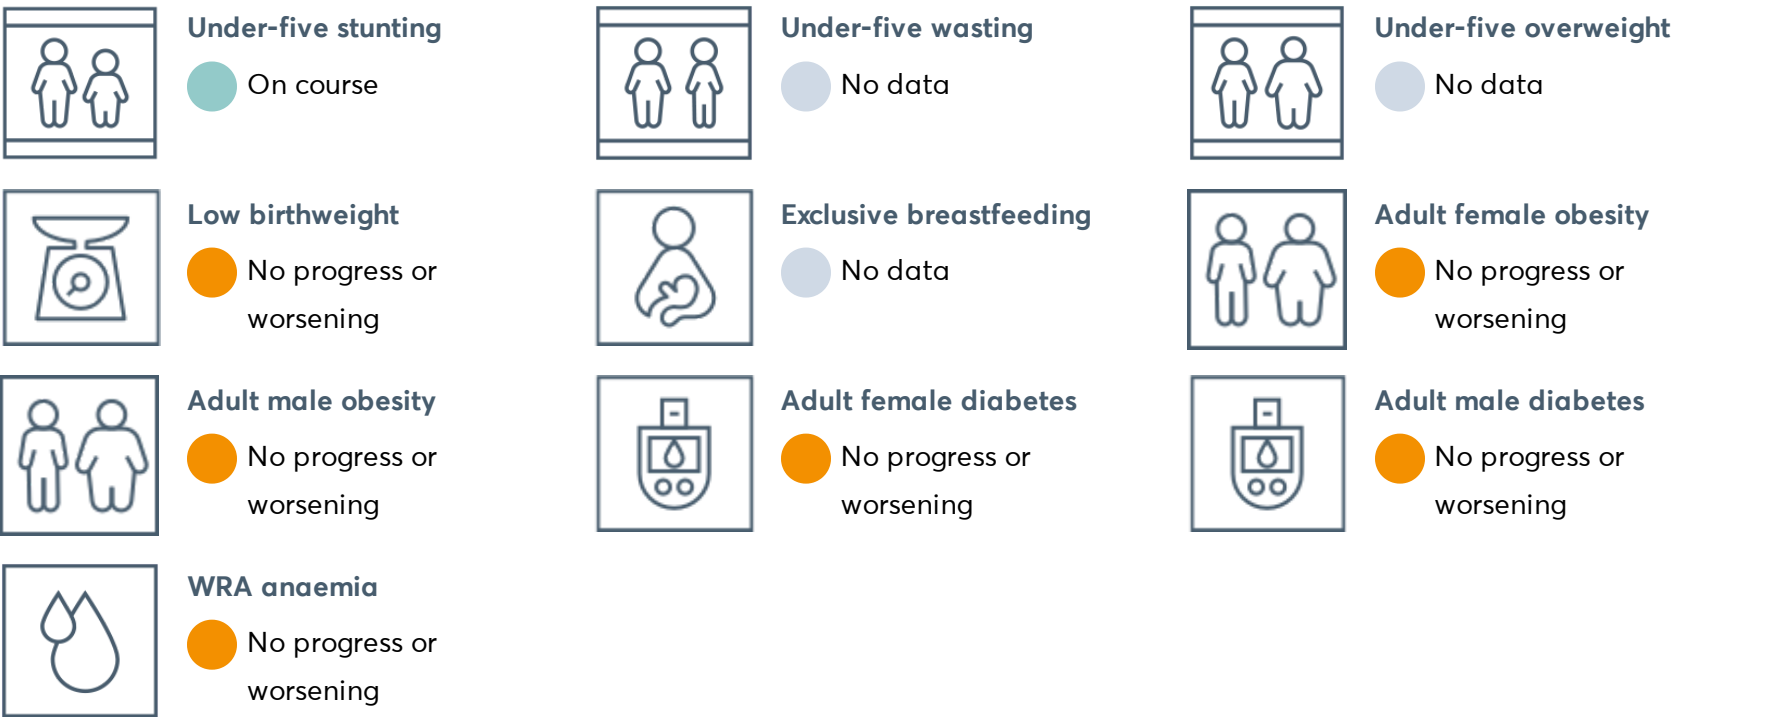 Under-five stunting
On course
Under-five wasting
No data
Under-five overweight
No data
Low birthweight
No progress or
worsening
Exclusive breastfeeding
No data
Adult female obesity
No progress or
worsening
Adult male obesity
No progress or
worsening
Adult female diabetes
No progress or
worsening
Adult male diabetes
No progress or
worsening
WRA anaemia
No progress or
worsening